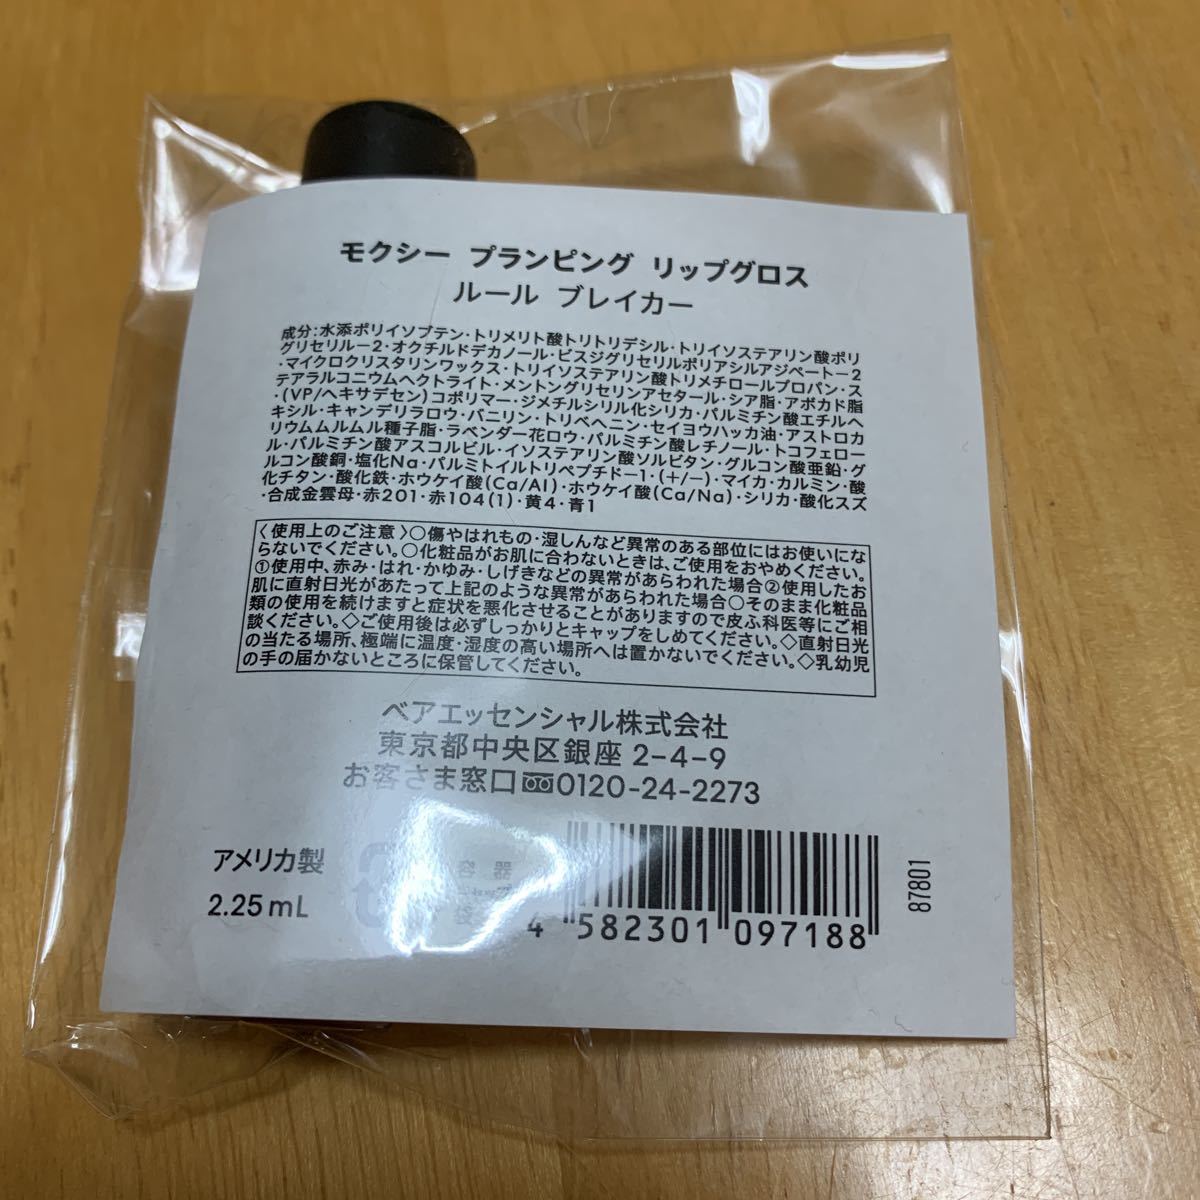 モクシー プランピング リップグロス
ルール ブレイカー
成分:水添ポリイソブテン・トリメリト酸トリトリデシル・トリイソステアリン酸ポリ
グリセリルー2・オクチルドデカノール・ビスジグリセリルポリアシルアジペートー2
・マイクロクリスタリンワックス・トリイソステアリン酸トリメチロールプロパン・ス
テアラルコニウムヘクトライト・メントングリセリンアセタール・シア脂・アボカド脂
・(VP/ヘキサデセン)コポリマー・ジメチルシリル化シリカ・パルミチン酸エチルヘ
キシル・キャンデリラロウ・バニリン・トリベヘニン・セイヨウハッカ油・アストロカ
リウムムルムル種子脂・ラベンダー花ロウ・パルミチン酸レチノール・トコフェロー
ル・パルミチン酸アスコルビル・イソステアリン酸ソルビタン・グルコン酸亜鉛・グ
ルコン酸銅・塩化Na・パルミトイルトリペプチドー1・(+/−)・マイカ・カルミン・酸
化チタン・酸化鉄・ホウケイ酸(Ca/Al)・ホウケイ酸(Ca/Na)・シリカ・酸化スズ
・合成金雲母・赤201・赤104(1)・黄4・青1
〈使用上のご注意〉○傷やはれもの・湿しんなど異常のある部位にはお使いにな
らないでください。○化粧品がお肌に合わないときは、ご使用をおやめください。
①使用中、赤み・はれ・かゆみ・しげきなどの異常があらわれた場合②使用したお
肌に直射日光があたって上記のような異常があらわれた場合○そのまま化粧品
類の使用を続けますと症状を悪化させることがありますので皮ふ科医等にご相
談ください。◇ご使用後は必ずしっかりとキャップをしめてください。◇直射日光
の当たる場所、極端に温度・湿度の高い場所へは置かないでください。◇乳幼児
の手の届かないところに保管してください。
ベアエッセンシャル株式会社
東京都中央区銀座 2−4−9
お客さま窓口 0120-24-2273
アメリカ製
2.25mL
容器
4 582301 097188
87801